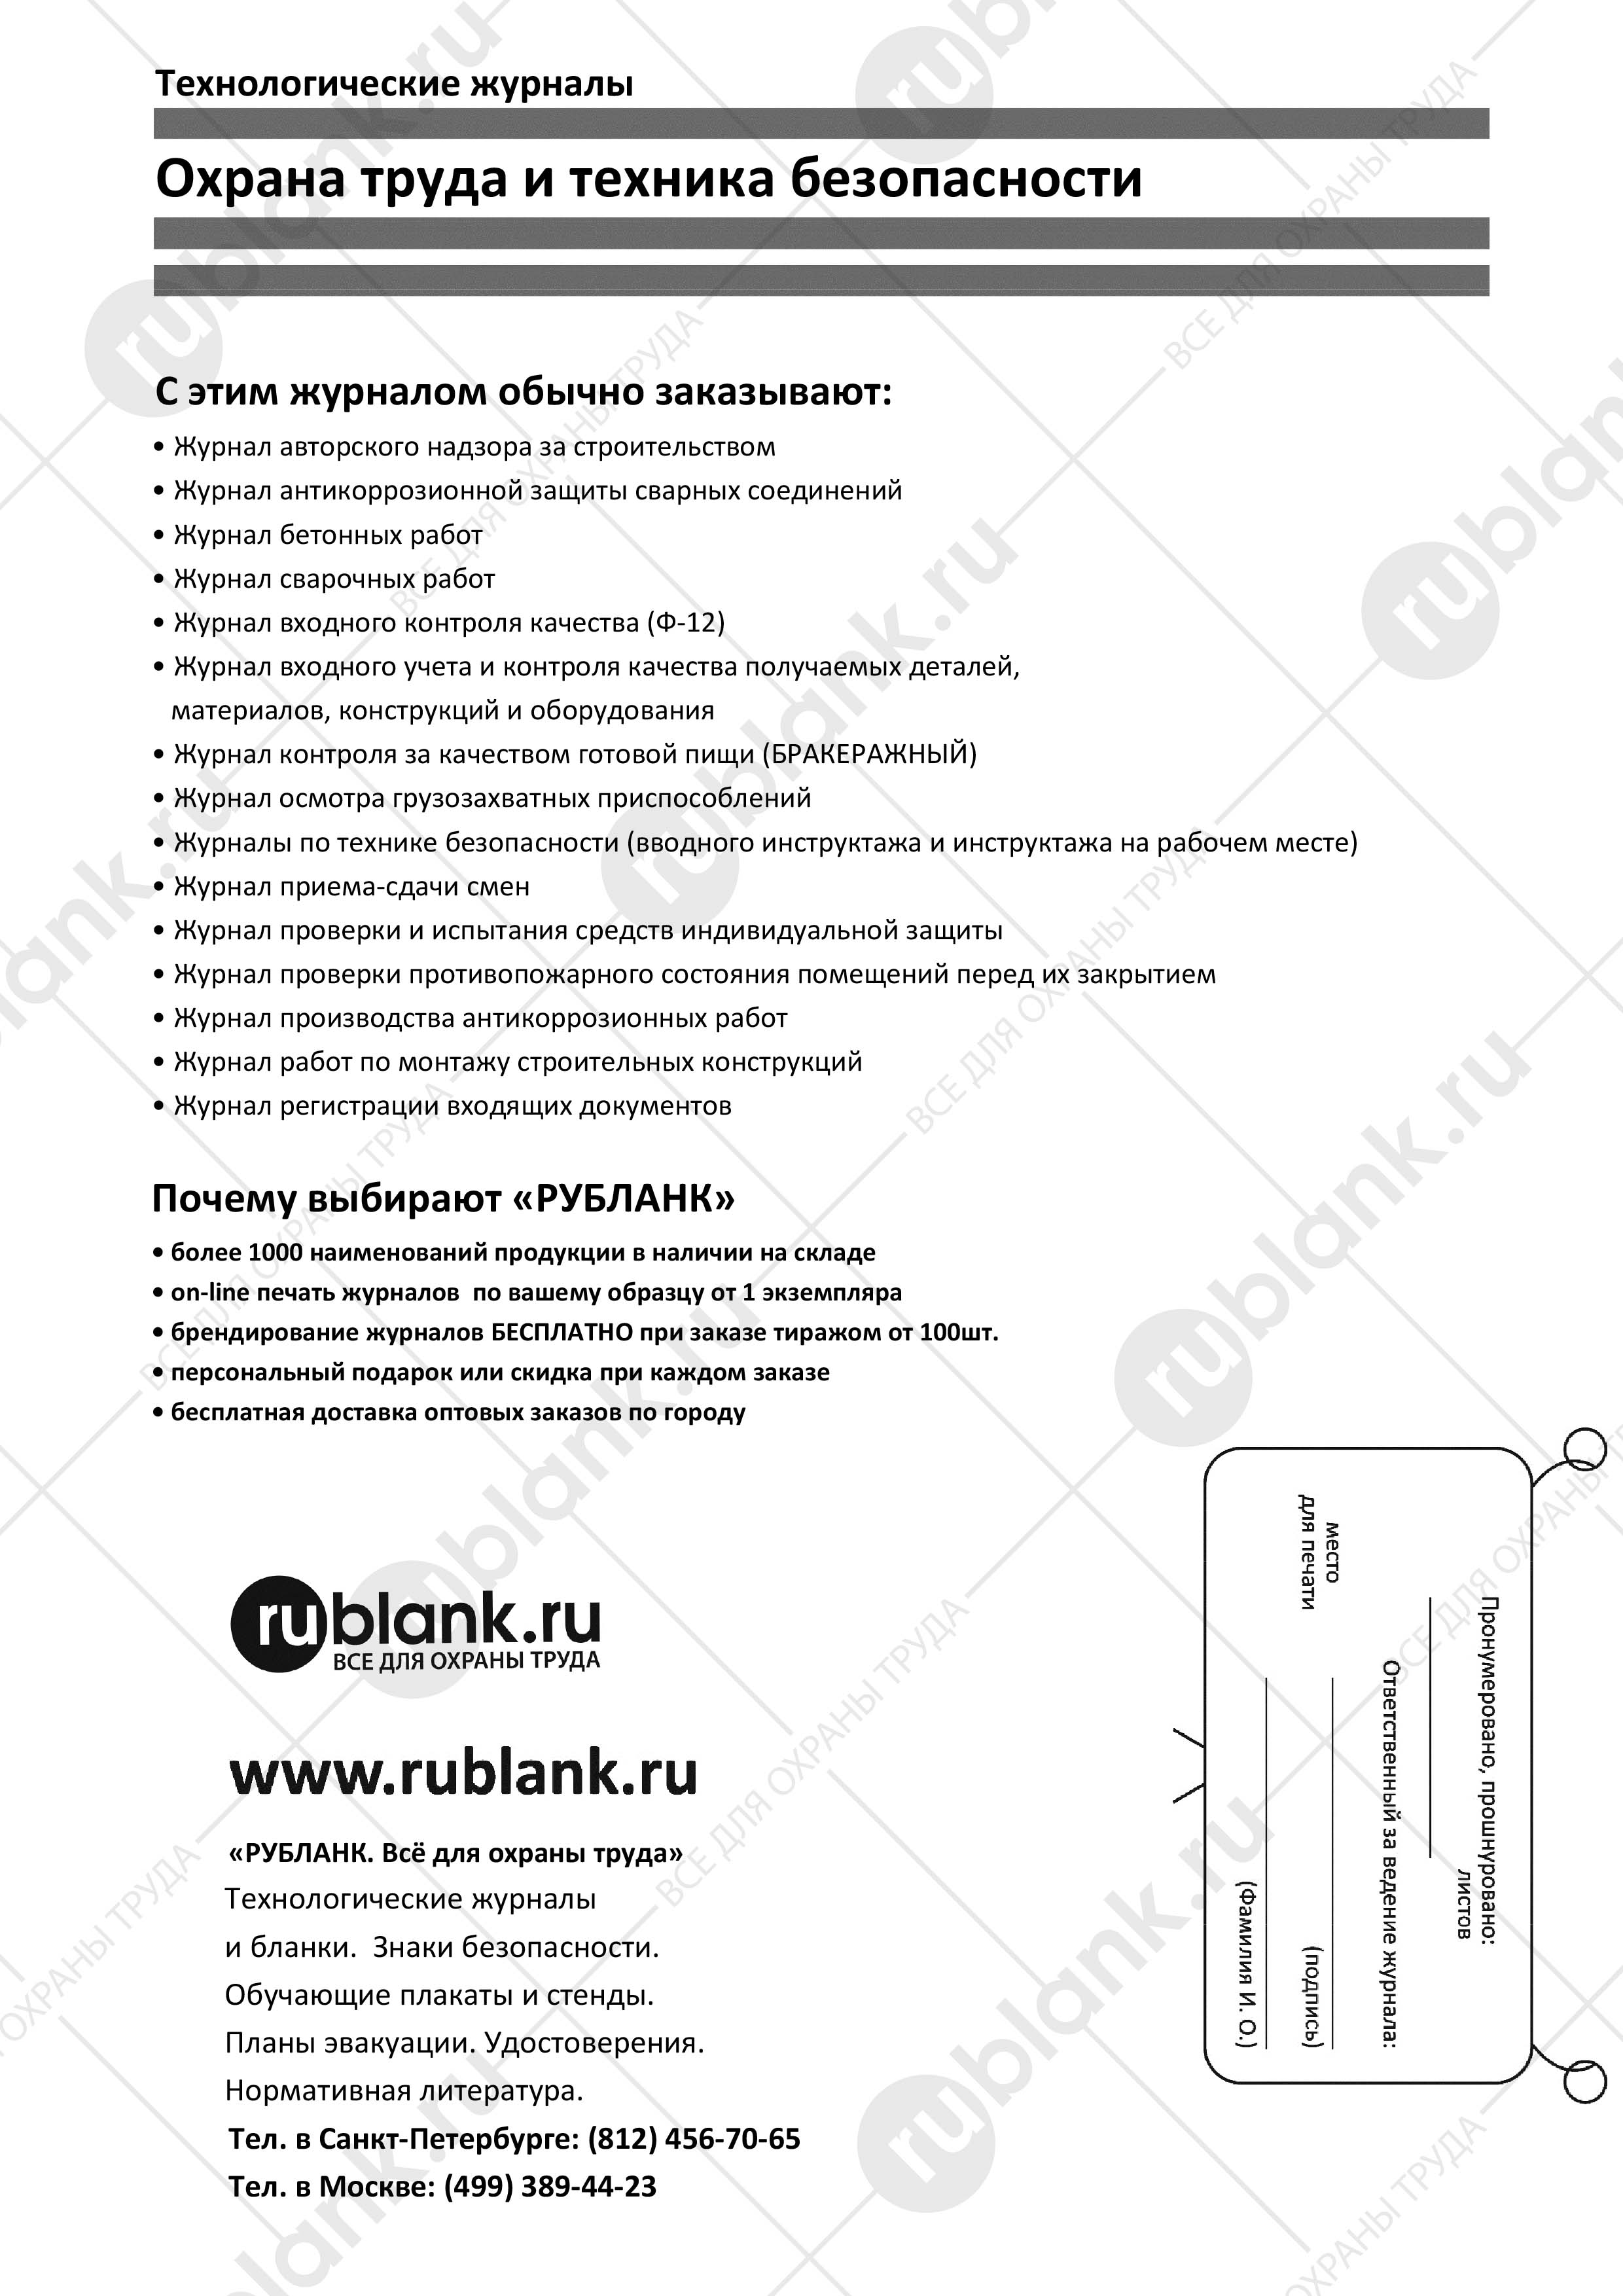 Технологические журналы
Охрана труда и техника безопасности
С этим журналом обычно заказывают:
• Журнал авторского надзора за строительством
• Журнал антикоррозионной защиты сварных соединений
• Журнал бетонных работ
• Журнал сварочных работ
• Журнал входного контроля качества (Ф-12)
• Журнал входного учета и контроля качества получаемых деталей,
материалов, конструкций и оборудования
• Журнал контроля за качеством готовой пищи (БРАКЕРАЖНЫЙ)
• Журнал осмотра грузозахватных приспособлений
• Журналы по технике безопасности (вводного инструктажа и инструктажа на рабочем месте)
• Журнал приема-сдачи смен
• Журнал проверки и испытания средств индивидуальной защиты
• Журнал проверки противопожарного состояния помещений перед их закрытием
• Журнал производства антикоррозионных работ
• Журнал работ по монтажу строительных конструкций
• Журнал регистрации входящих документов
Почему выбирают «РУБЛАНК»
• более 1000 наименований продукции в наличии на складе
• on-line печать журналов по вашему образцу от 1 экземпляра
• брендирование журналов БЕСПЛАТНО при заказе тиражом от 100шт.
• персональный подарок или скидка при каждом заказе
• бесплатная доставка оптовых заказов по городу
rublank.ru
ВСЕ ДЛЯ ОХРАНЫ ТРУДА
www.rublank.ru
«РУБЛАНК. Всё для охраны труда»
Технологические журналы
и бланки. Знаки безопасности.
Обучающие плакаты и стенды.
Планы эвакуации. Удостоверения.
Нормативная литература.
Тел. в Санкт-Петербурге: (812) 456-70-65
Тел. в Москве: (499) 389-44-23
Пронумеровано, прошнуровано:
листов
Ответственный за ведение журнала:
место
для печати
(подпись)
(Фамилия И. О.)